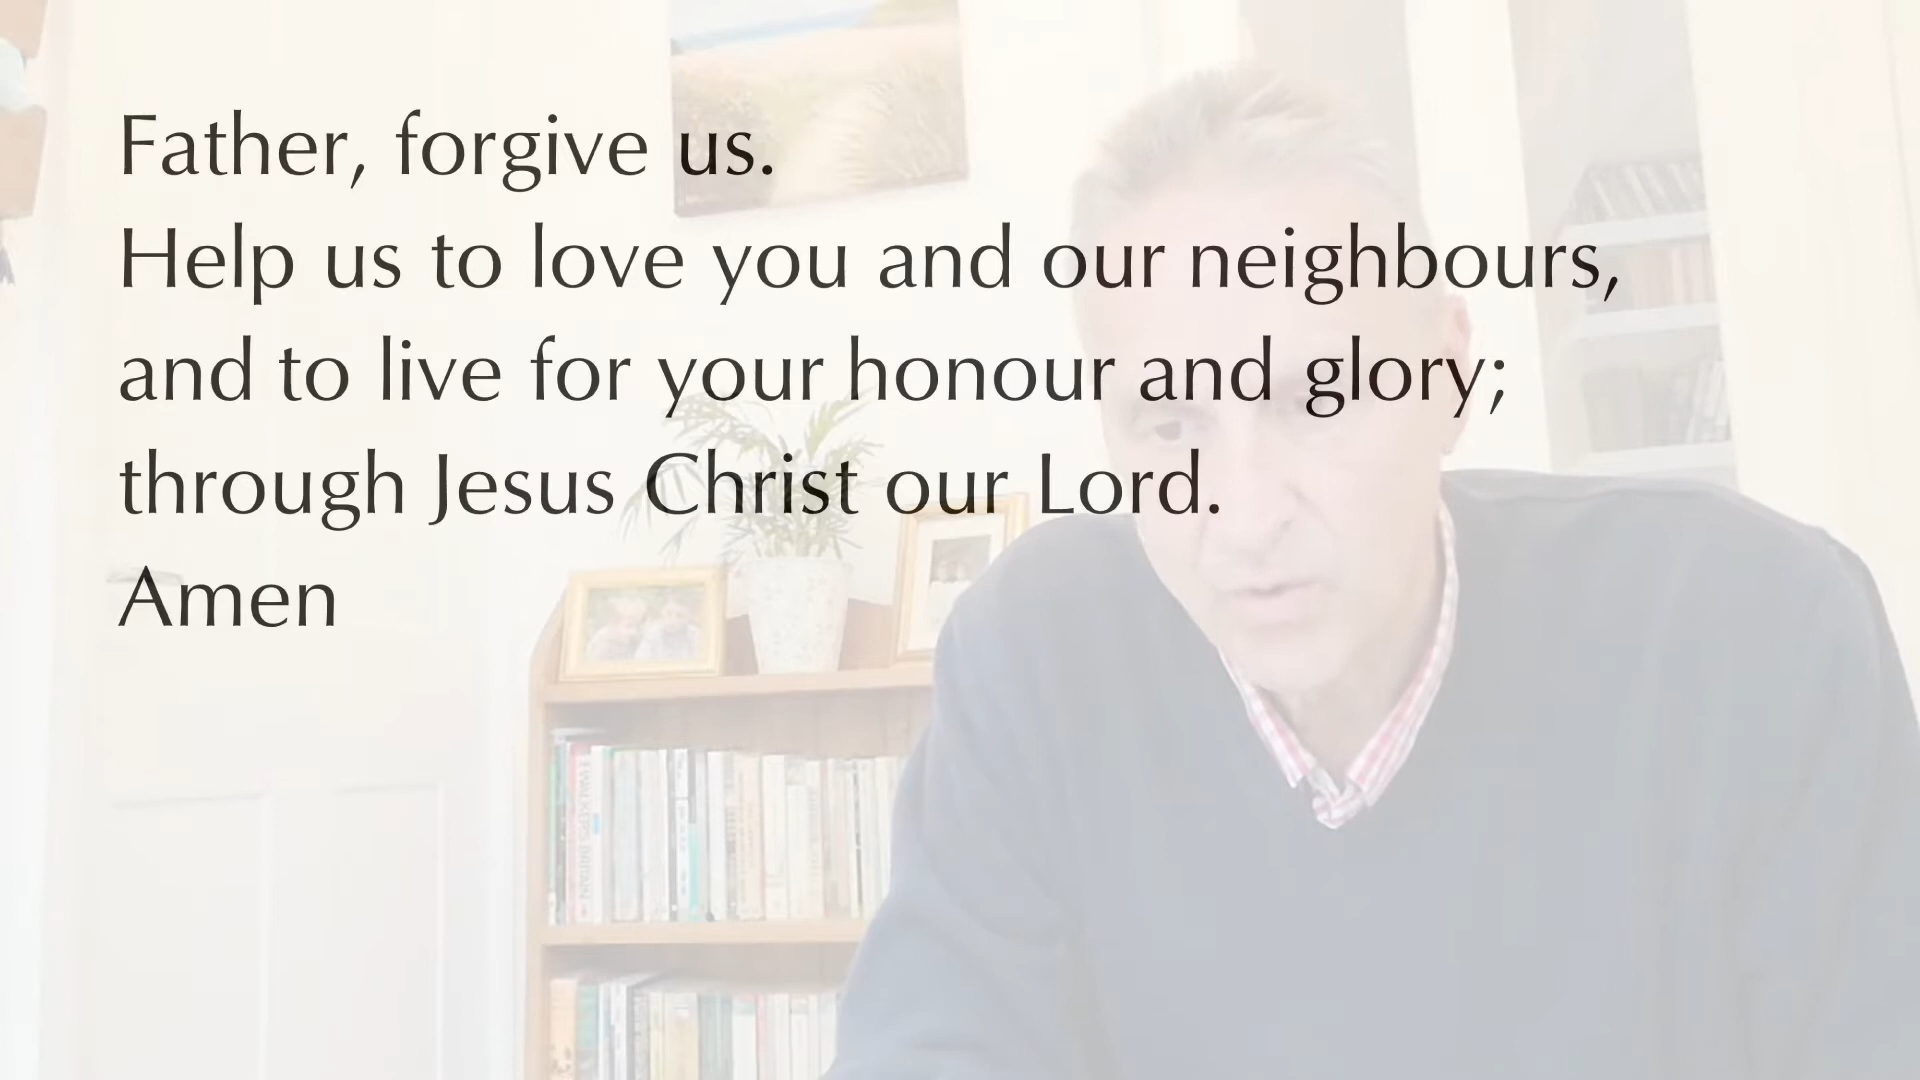 Father, forgive us.
Help us to love you and our neighbours,
and to live for your honour and glory;
through Jesus Christ our Lord.
Amen